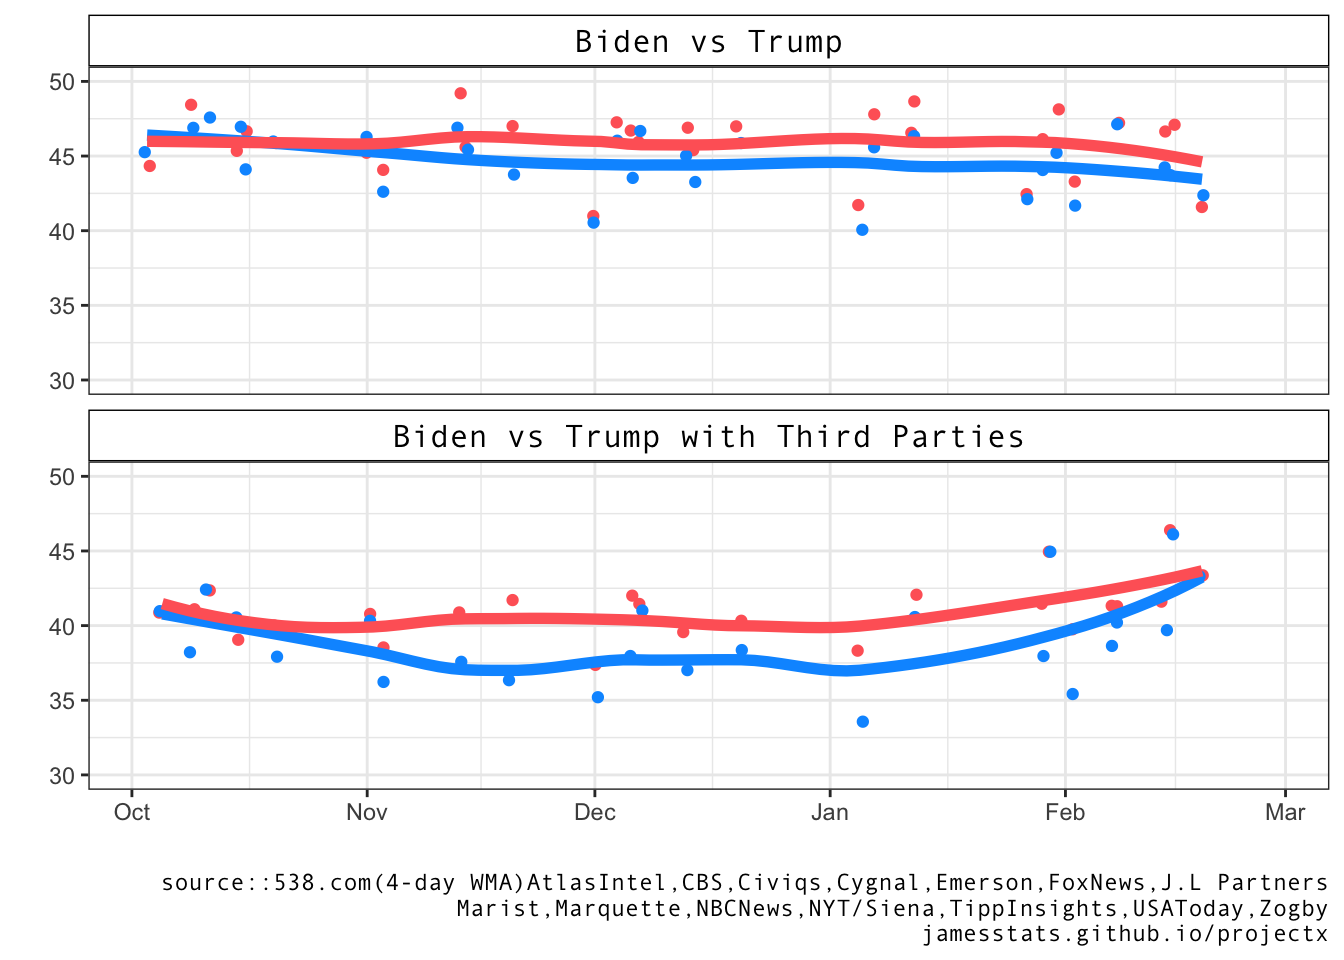 Biden vs Trump
50
45
40
35
30
Biden vs Trump with Third Parties
50
45
40
35
30
Oct Nov Dec Jan Feb Mar
source::538.com(4-day WMA)AtlasIntel,CBS,Civiqs,Cygnal,Emerson,FoxNews,J.L Partners
Marist,Marquette,NBCNews,NYT/Siena,TippInsights,USAToday,Zogby
jamesstats.github.io/projectx